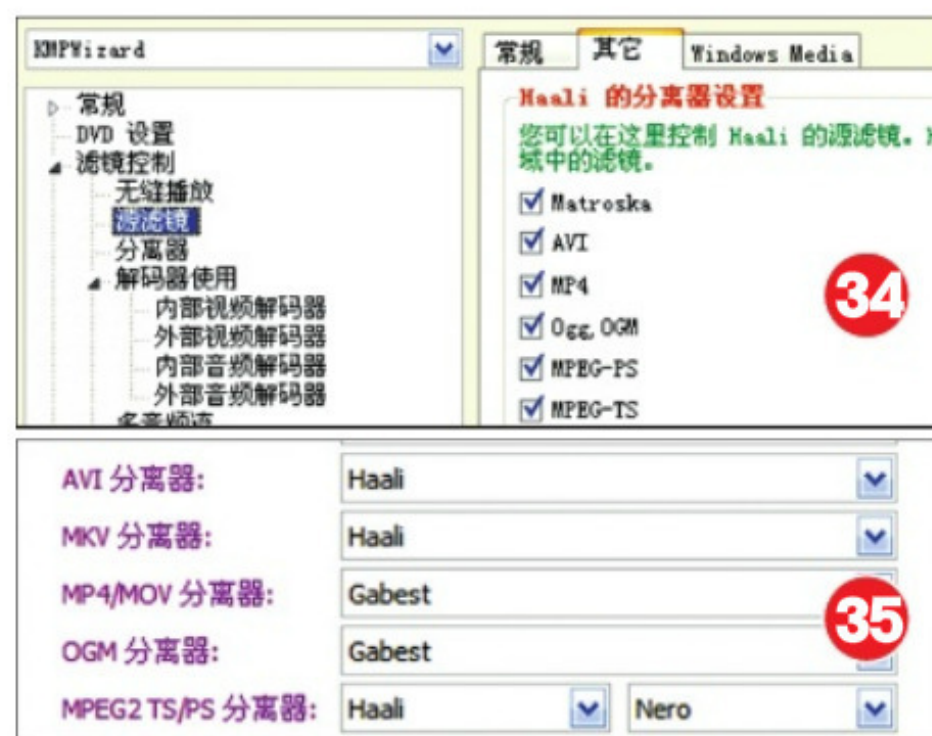 KMPWizard
常规
DVD 设置
滤镜控制
无缝播放
源滤镜
分离器
解码器使用
内部视频解码器
外部视频解码器
内部音频解码器
外部音频解码器
多音频流
常规 其它 Windows Media
Haali 的分离器设置
您可以在这里控制 Haali 的源滤镜。
域中的滤镜。
Matroska
AVI
MP4
Ogg,OGM
MPEG-PS
MPEG-TS
34
AVI 分离器: Haali
MKV 分离器: Haali
MP4/MOV 分离器: Gabest
OGM 分离器: Gabest
MPEG2 TS/PS 分离器: Haali Nero
35